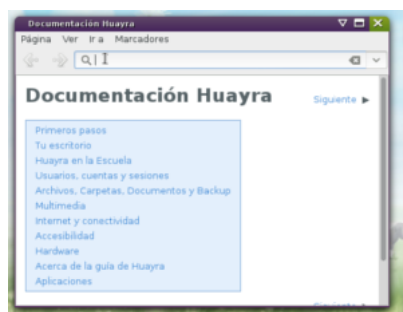 Documentación Huayra
Página Ver Ir a Marcadores
Documentación Huayra
Siguiente
Primeros pasos
Tu escritorio
Huayra en la Escuela
Usuarios, cuentas y sesiones
Archivos, Carpetas, Documentos y Backup
Multimedia
Internet y conectividad
Accesibilidad
Hardware
Acerca de la guía de Huayra
Aplicaciones
Siguiente